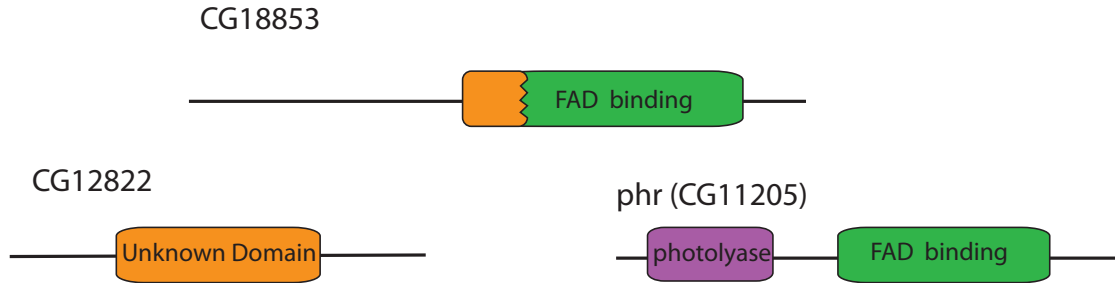 CG18853
FAD binding
CG12822
Unknown Domain
phr (CG11205)
photolyase
FAD binding